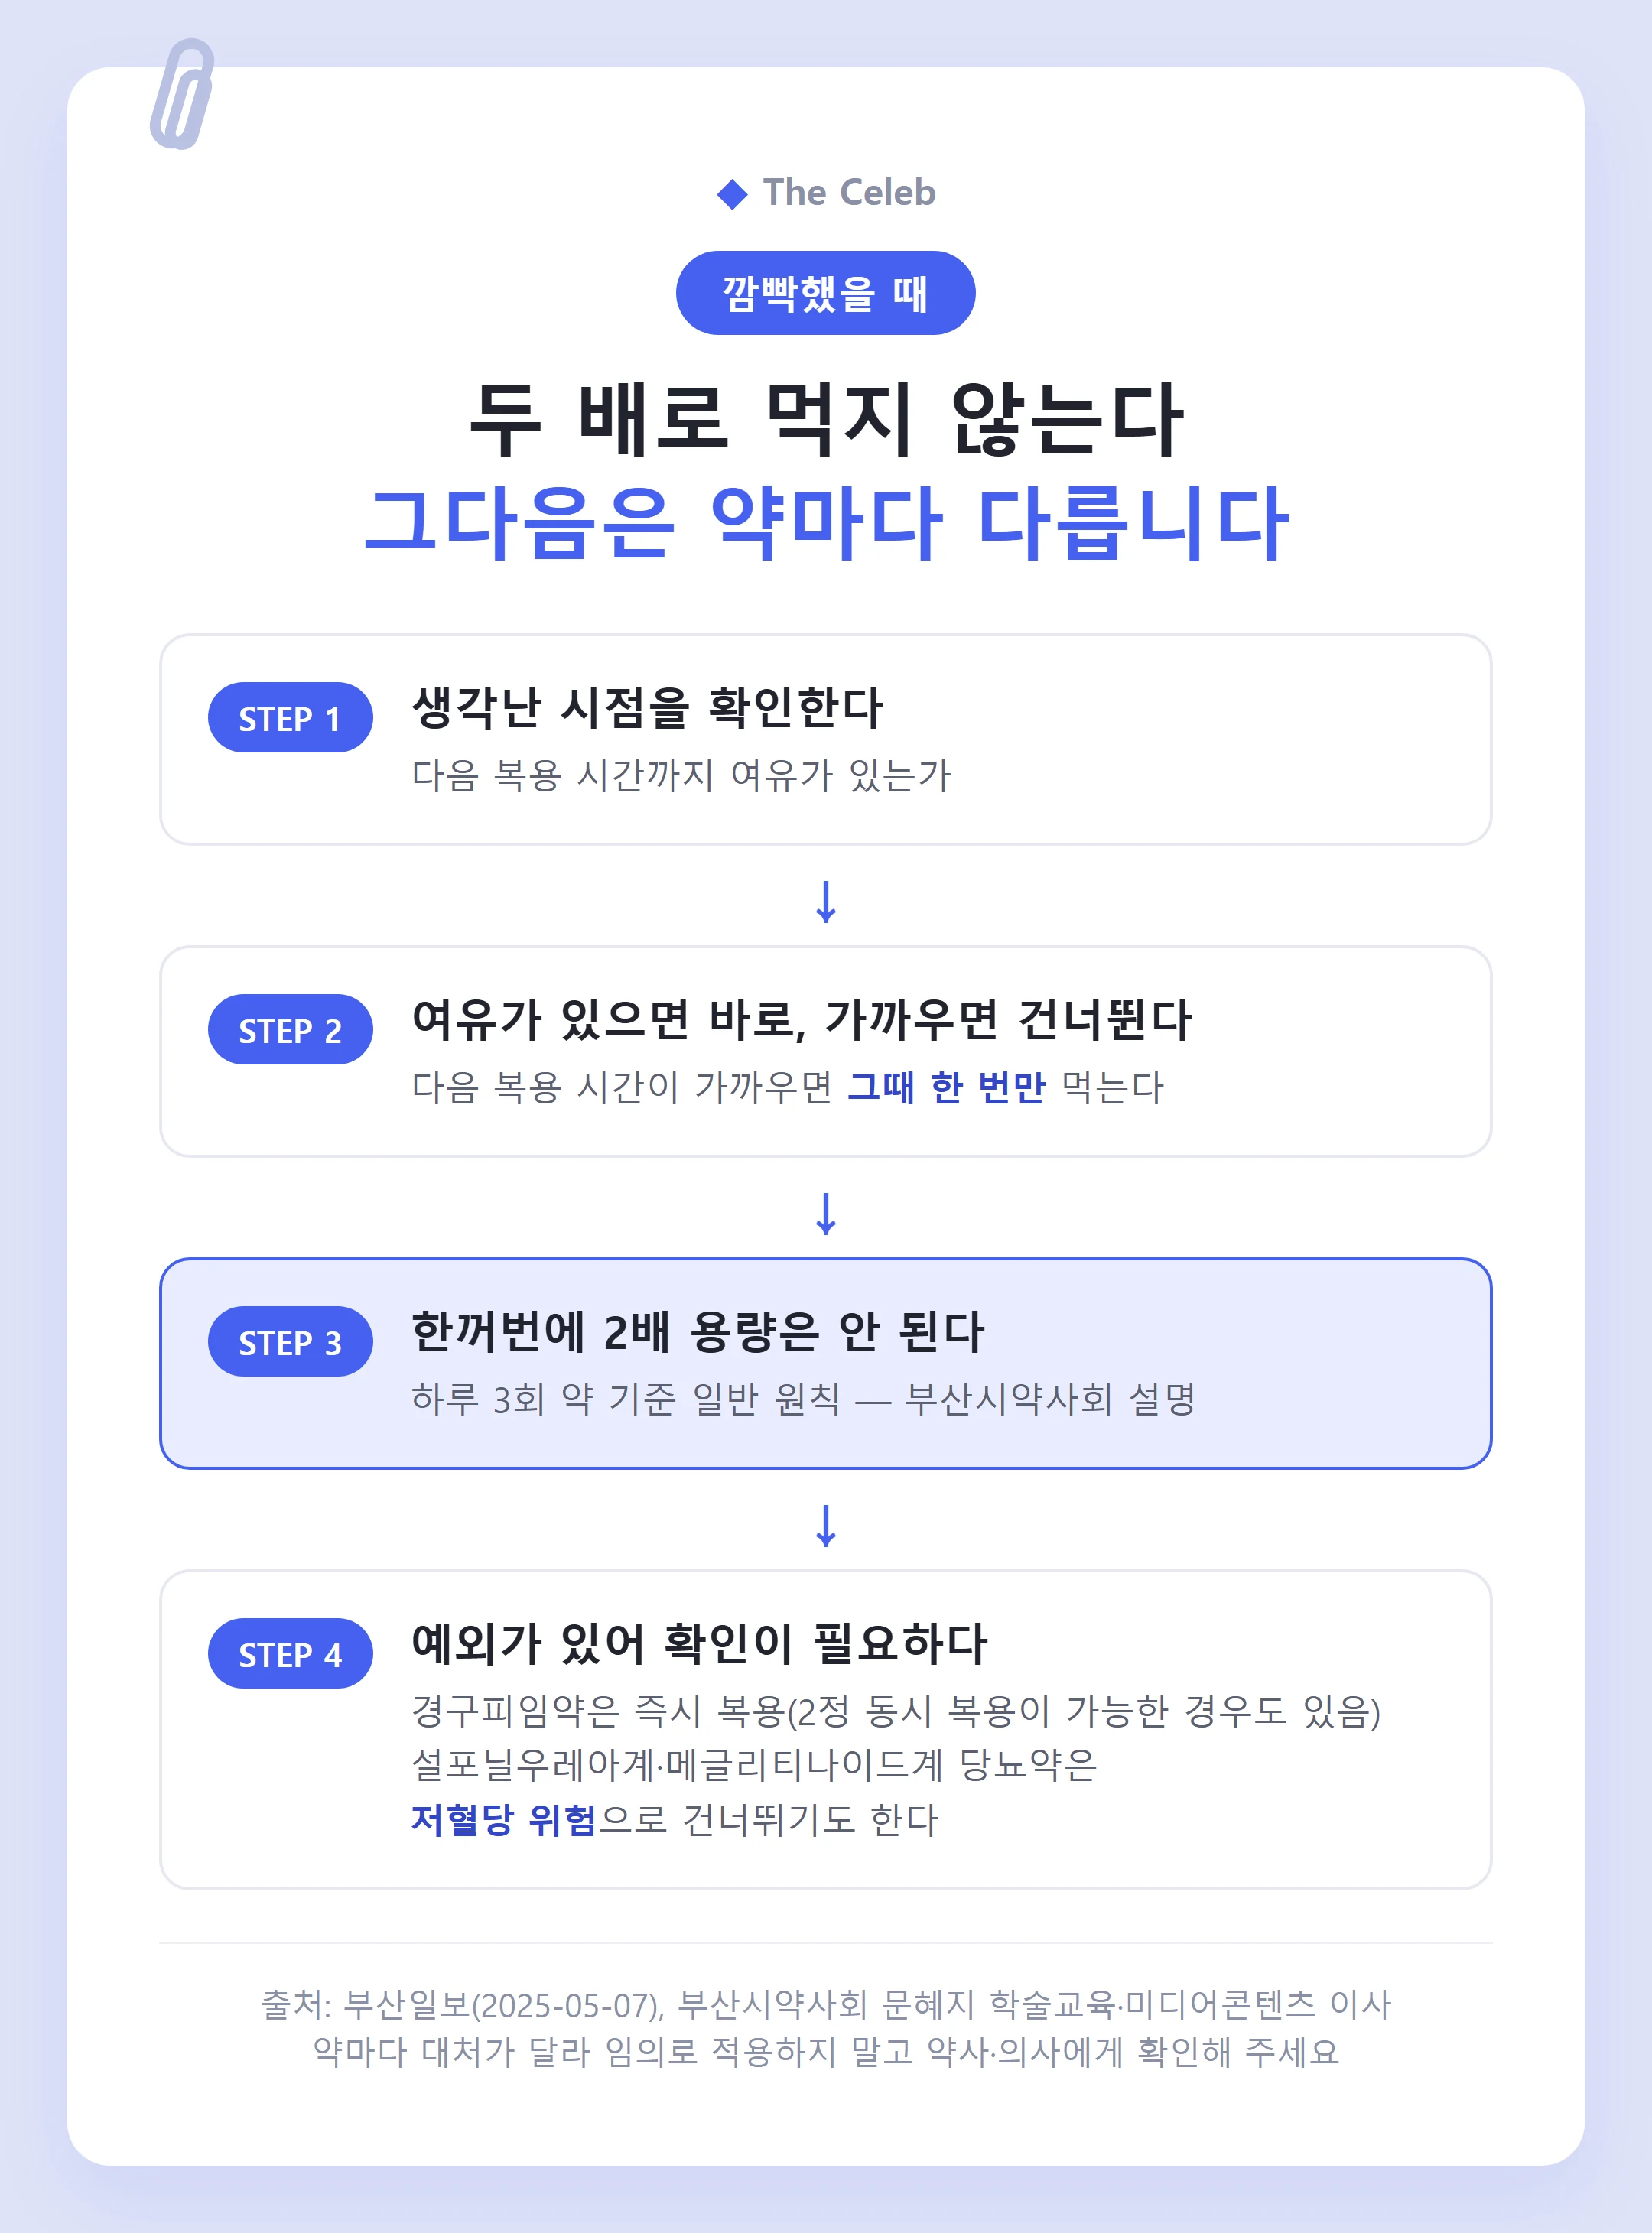 ◆ The Celeb
깜빡했을 때
두 배로 먹지 않는다
그다음은 약마다 다릅니다
STEP 1
생각난 시점을 확인한다
다음 복용 시간까지 여유가 있는가
↓
STEP 2
여유가 있으면 바로, 가까우면 건너뛴다
다음 복용 시간이 가까우면 그때 한 번만 먹는다
↓
STEP 3
한꺼번에 2배 용량은 안 된다
하루 3회 약 기준 일반 원칙 — 부산시약사회 설명
↓
STEP 4
예외가 있어 확인이 필요하다
경구피임약은 즉시 복용(2정 동시 복용이 가능한 경우도 있음)
설포닐우레아계·메글리티나이드계 당뇨약은
저혈당 위험으로 건너뛰기도 한다
출처: 부산일보(2025-05-07), 부산시약사회 문혜지 학술교육·미디어콘텐츠 이사
약마다 대처가 달라 임의로 적용하지 말고 약사·의사에게 확인해 주세요